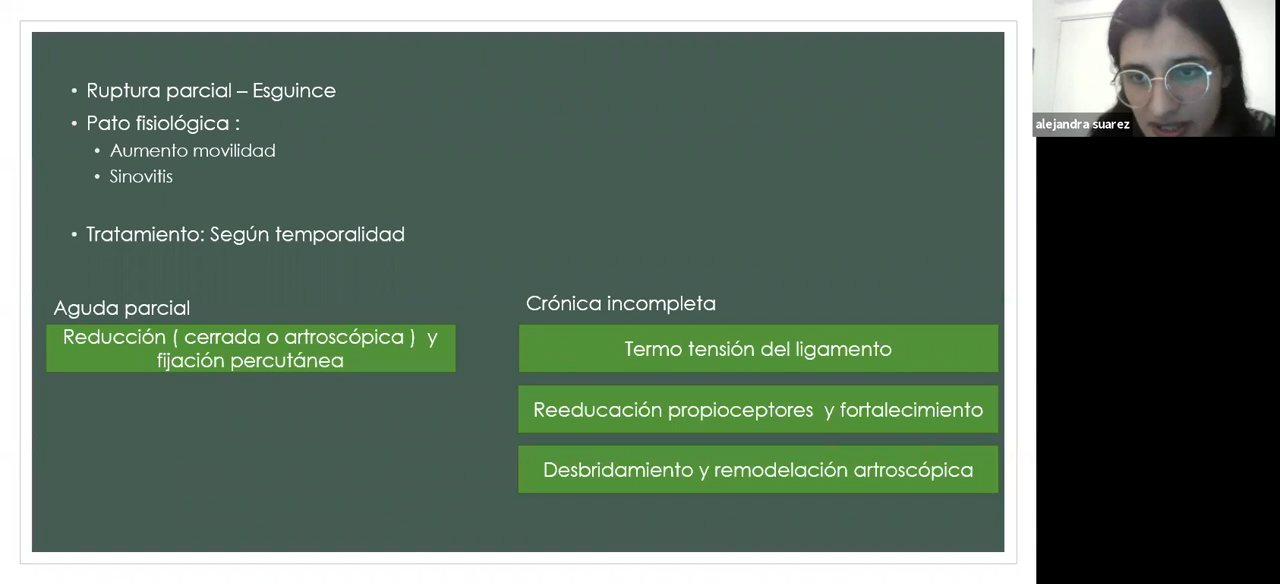 • Ruptura parcial – Esguince
• Pato fisiológica :
• Aumento movilidad
• Sinovitis
• Tratamiento: Según temporalidad
Aguda parcial
Reducción ( cerrada o artroscópica ) y
fijación percutánea
Crónica incompleta
Termo tensión del ligamento
Reeducación propioceptores y fortalecimiento
Desbridamiento y remodelación artroscópica
alejandra suarez